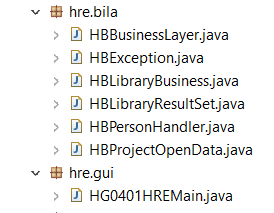 hre.bila
HBBusinessLayer.java
HBException.java
HBLibraryBusiness.java
HBLibraryResultSet.java
HBPersonHandler.java
HBProjectOpenData.java
hre.gui
HG0401HREMain.java